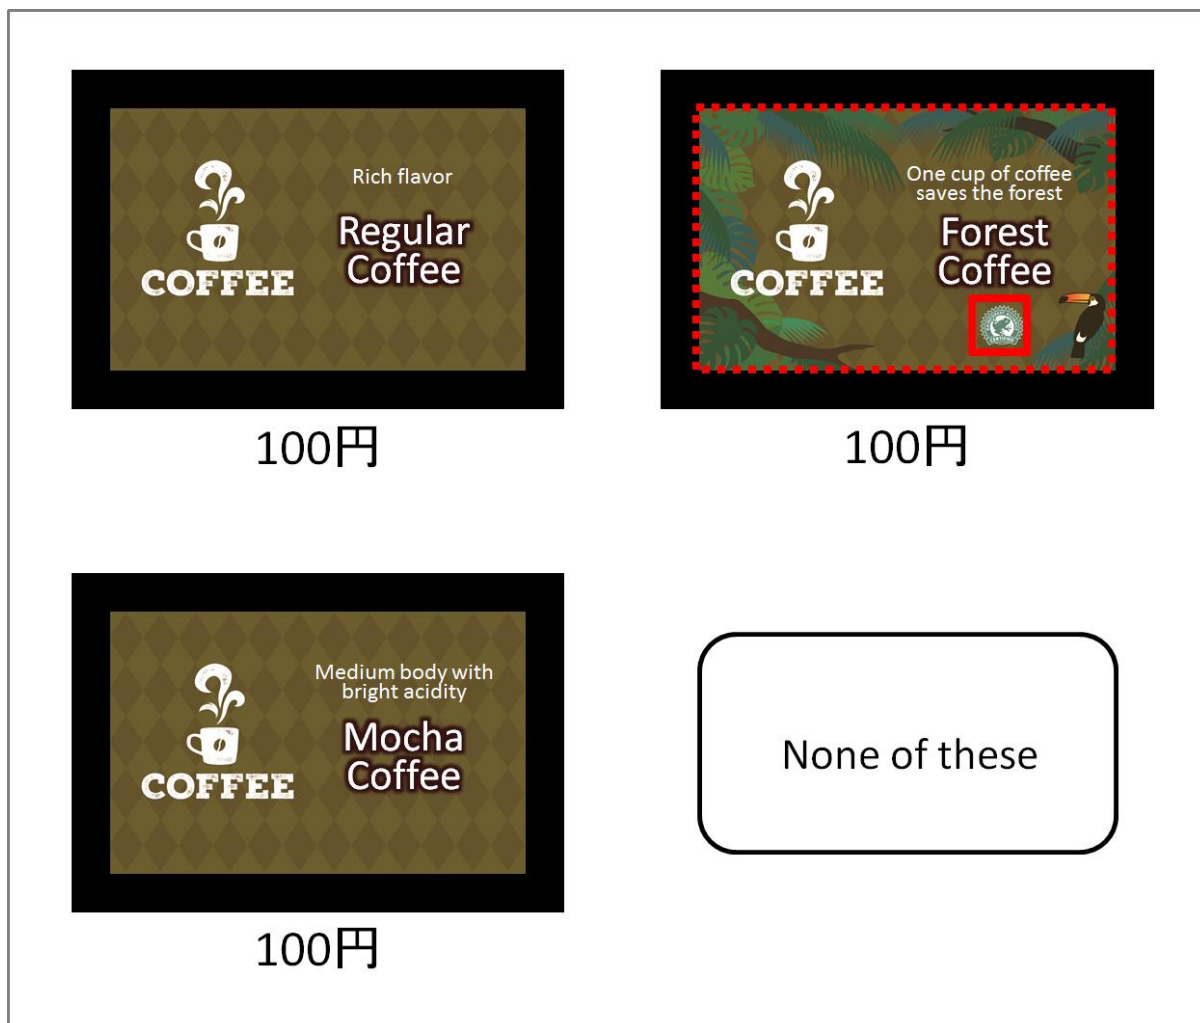 Rich flavor
Regular
Coffee
COFFEE
100円
One cup of coffee
saves the forest
Forest
Coffee
COFFEE
CERTIFIED
100円
Medium body with
bright acidity
Mocha
Coffee
COFFEE
100円
None of these